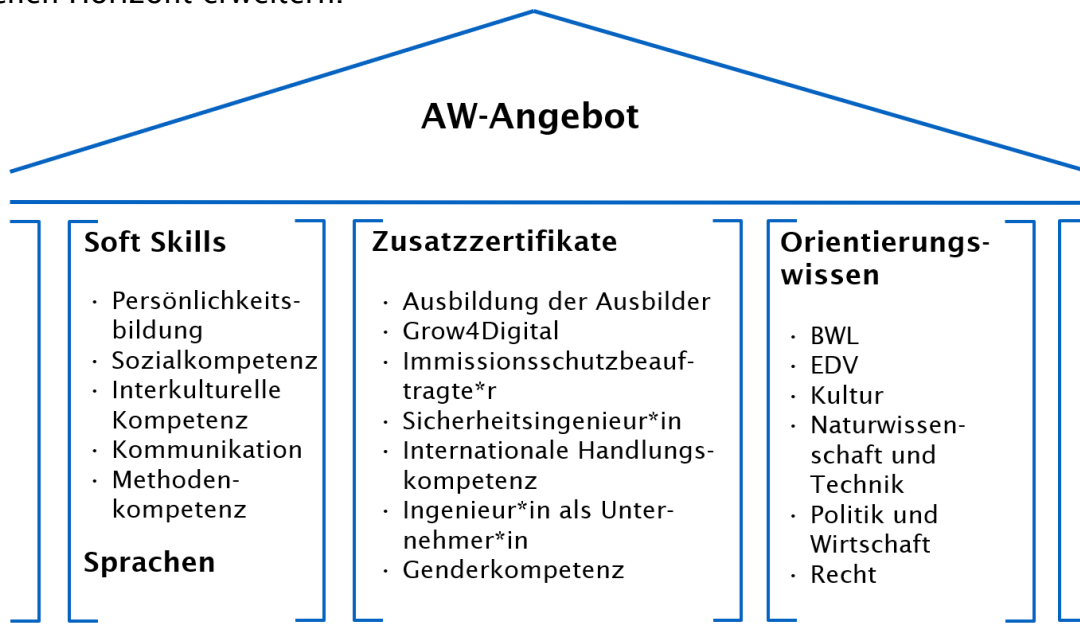 Horizont erweitern.
AW-Angebot
Soft Skills
· Persönlichkeits-
bildung
· Sozialkompetenz
· Interkulturelle
Kompetenz
· Kommunikation
· Methoden-
kompetenz
Sprachen
Zusatzzertifikate
· Ausbildung der Ausbilder
· Grow4Digital
· Immissionsschutzbeauf-
tragte*r
· Sicherheitsingenieur*in
· Internationale Handlungs-
kompetenz
· Ingenieur*in als Unter-
nehmer*in
· Genderkompetenz
Orientierungs-
wissen
· BWL
· EDV
· Kultur
· Naturwissen-
schaft und
Technik
· Politik und
Wirtschaft
· Recht